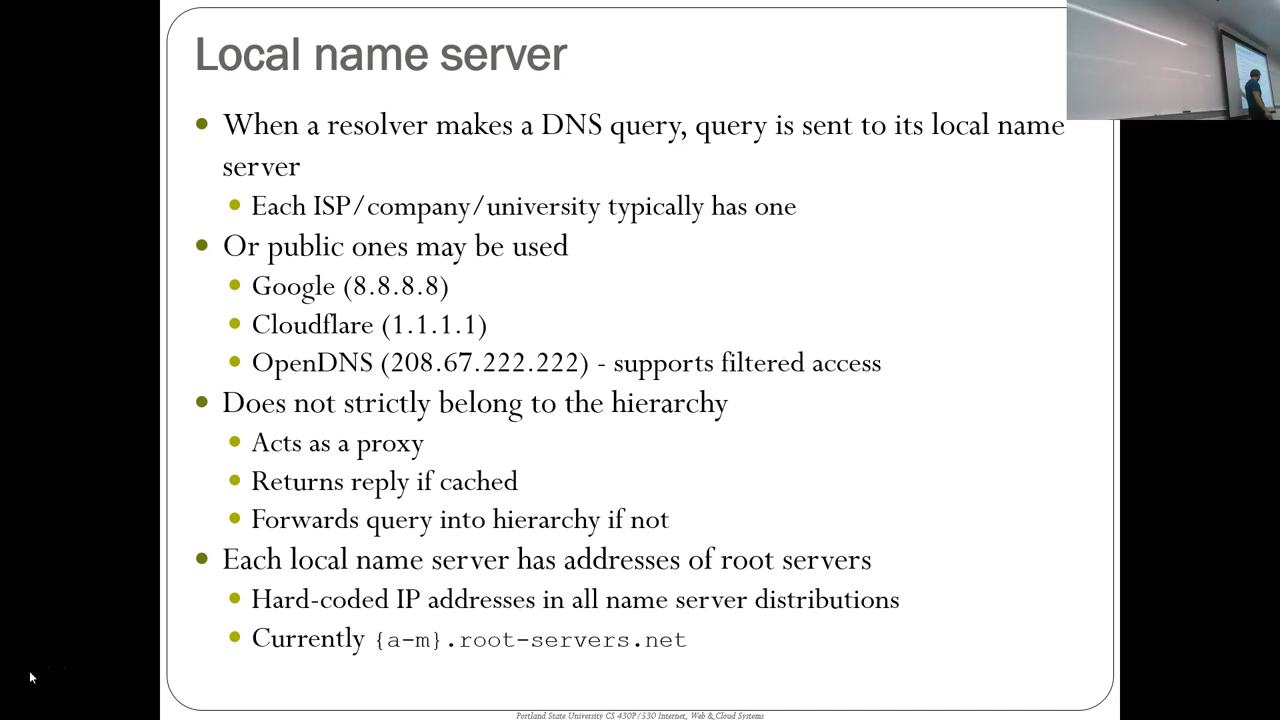 Local name server
• When a resolver makes a DNS query, query is sent to its local name
server
• Each ISP/company/university typically has one
• Or public ones may be used
• Google (8.8.8.8)
• Cloudflare (1.1.1.1)
• OpenDNS (208.67.222.222) - supports filtered access
• Does not strictly belong to the hierarchy
• Acts as a proxy
• Returns reply if cached
• Forwards query into hierarchy if not
• Each local name server has addresses of root servers
• Hard-coded IP addresses in all name server distributions
• Currently {a-m}.root-servers.net
Portland State University CS 430P/530 Internet, Web & Cloud Systems